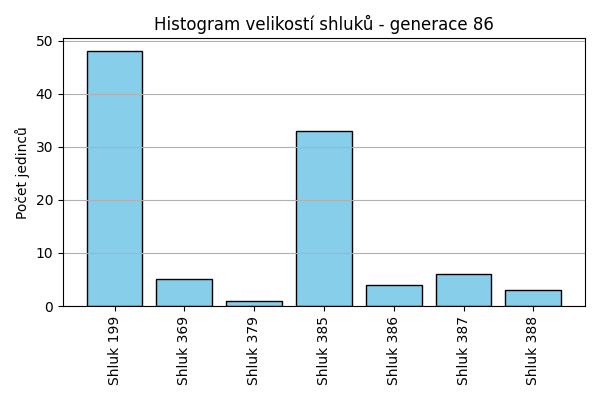 Histogram velikostí shluků - generace 86
Počet jedinců
50
40
30
20
10
0
Shluk 199
Shluk 369
Shluk 379
Shluk 385
Shluk 386
Shluk 387
Shluk 388